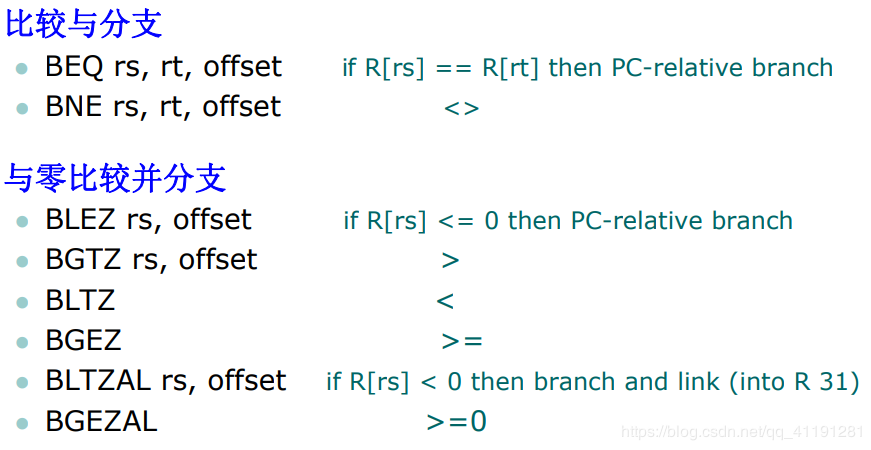 比较与分支
BEQ rs, rt, offset if R[rs] == R[rt] then PC-relative branch
BNE rs, rt, offset <>
与零比较并分支
BLEZ rs, offset if R[rs] <= 0 then PC-relative branch
BGTZ rs, offset >
BLTZ <
BGEZ >=
BLTZAL rs, offset if R[rs] < 0 then branch and link (into R 31)
BGEZAL >=0
https://blog.csdn.net/qq_41191281